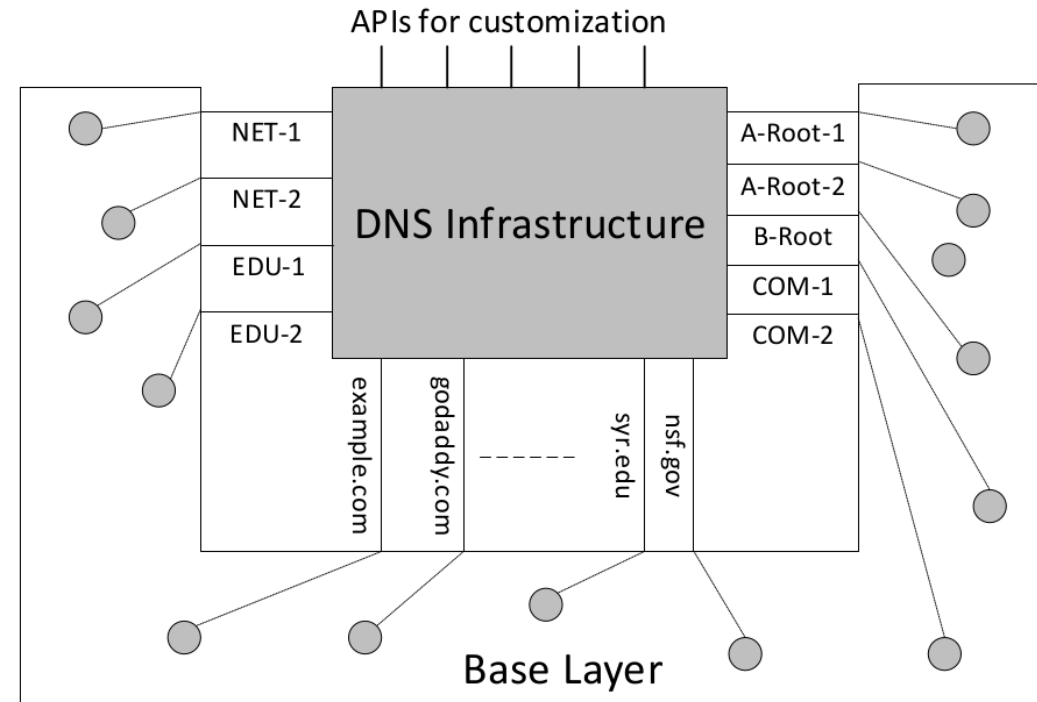 APIs for customization
NET-1
NET-2
EDU-1
EDU-2
DNS Infrastructure
A-Root-1
A-Root-2
B-Root
COM-1
COM-2
example.com
godaddy.com
syr.edu
nsf.gov
Base Layer